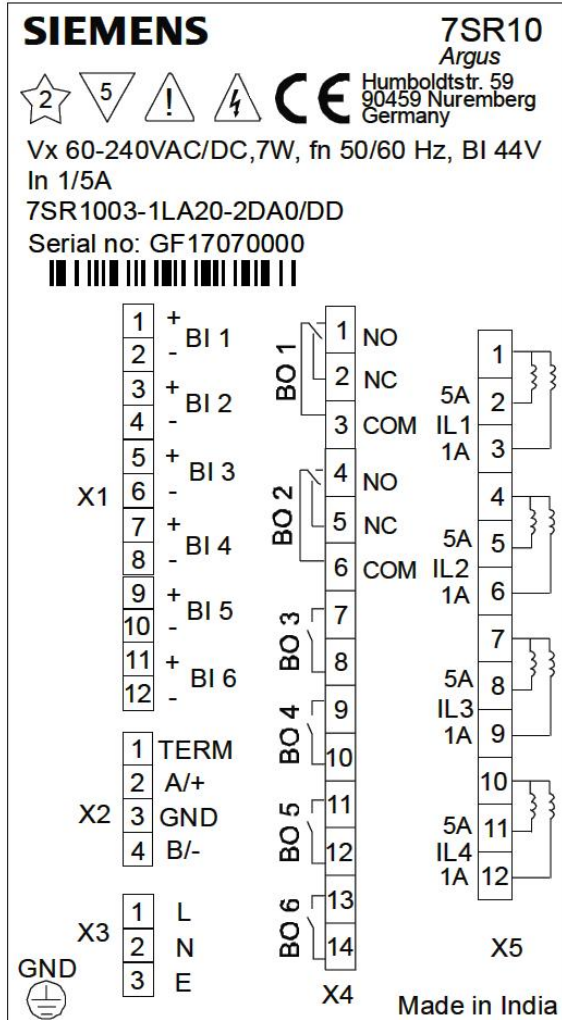 SIEMENS
7SR10
Argus
2
5
!
CE
Humboldtstr. 59
90459 Nuremberg
Germany
Vx 60-240VAC/DC,7W, fn 50/60 Hz, BI 44V
In 1/5A
7SR1003-1LA20-2DA0/DD
Serial no: GF17070000
X1
1 +
BI 1
2 -
3 +
BI 2
4 -
5 +
BI 3
6 -
7 +
BI 4
8 -
9 +
BI 5
10 -
11 +
BI 6
12 -
X2
1 TERM
2 A/+
3 GND
4 B/-
X3
1 L
2 N
3 E
GND
BO 1
1 NO
2 NC
3 COM
BO 2
4 NO
5 NC
6 COM
BO 3
7
8
BO 4
9
10
BO 5
11
12
BO 6
13
14
X4
1
5A 2
IL1
1A 3
4
5A 5
IL2
1A 6
7
5A 8
IL3
1A 9
10
5A 11
IL4
1A 12
X5
Made in India